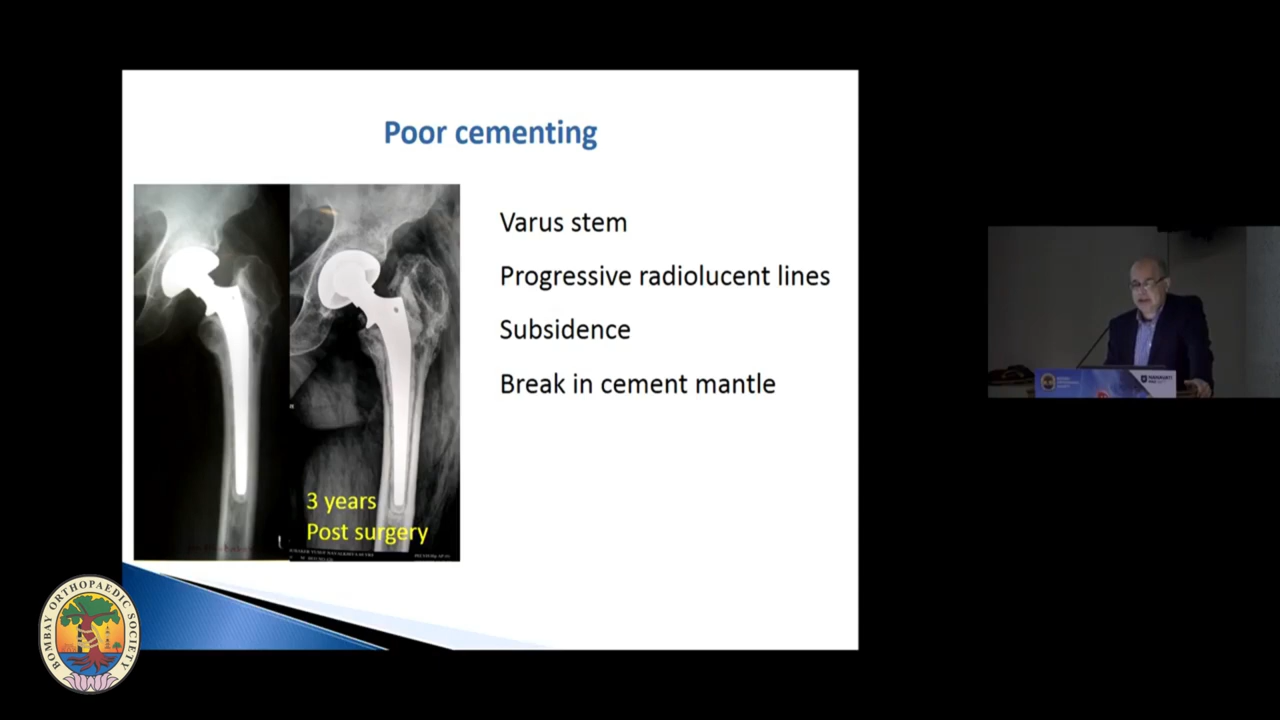 Poor cementing
Varus stem
Progressive radiolucent lines
Subsidence
Break in cement mantle
3 years
Post surgery
BOMBAY ORTHOPAEDIC SOCIETY